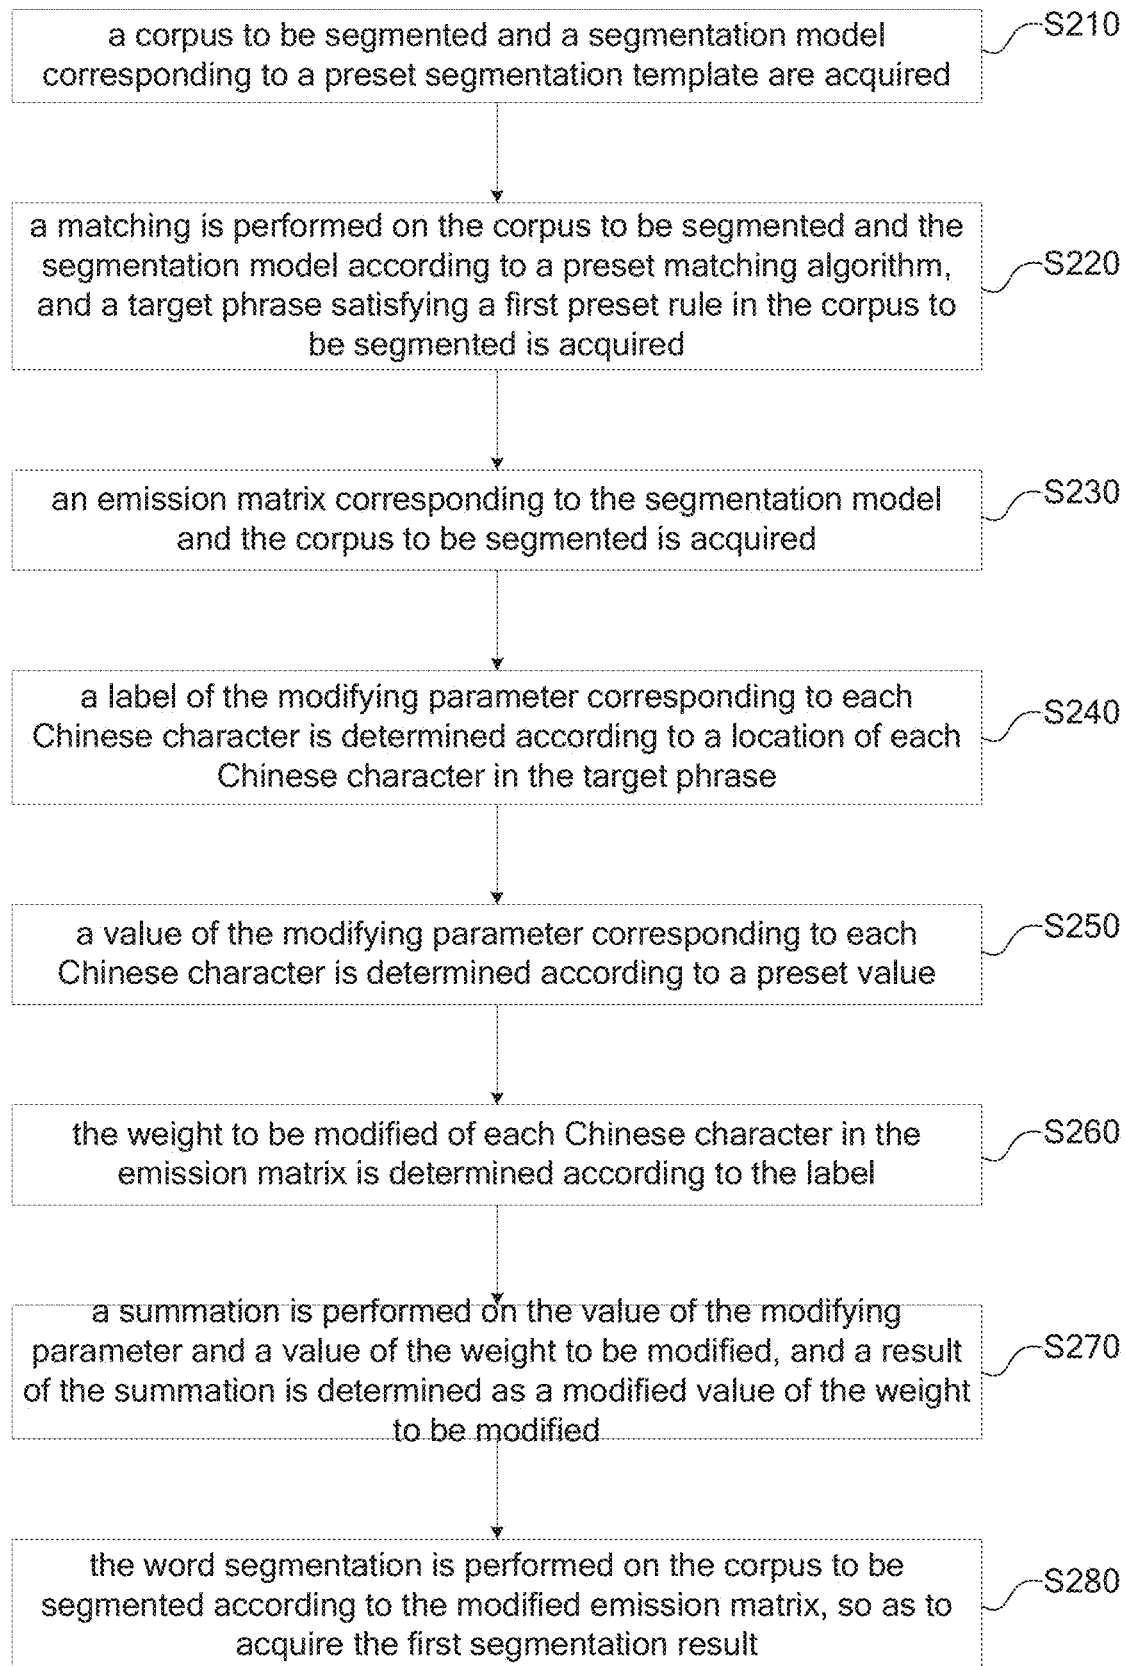 a corpus to be segmented and a segmentation model
corresponding to a preset segmentation template are acquired
S210
a matching is performed on the corpus to be segmented and the
segmentation model according to a preset matching algorithm,
and a target phrase satisfying a first preset rule in the corpus to
be segmented is acquired
S220
an emission matrix corresponding to the segmentation model
and the corpus to be segmented is acquired
S230
a label of the modifying parameter corresponding to each
Chinese character is determined according to a location of each
Chinese character in the target phrase
S240
a value of the modifying parameter corresponding to each
Chinese character is determined according to a preset value
S250
the weight to be modified of each Chinese character in the
emission matrix is determined according to the label
S260
a summation is performed on the value of the modifying
parameter and a value of the weight to be modified, and a result
of the summation is determined as a modified value of the weight
to be modified
S270
the word segmentation is performed on the corpus to be
segmented according to the modified emission matrix, so as to
acquire the first segmentation result
S280